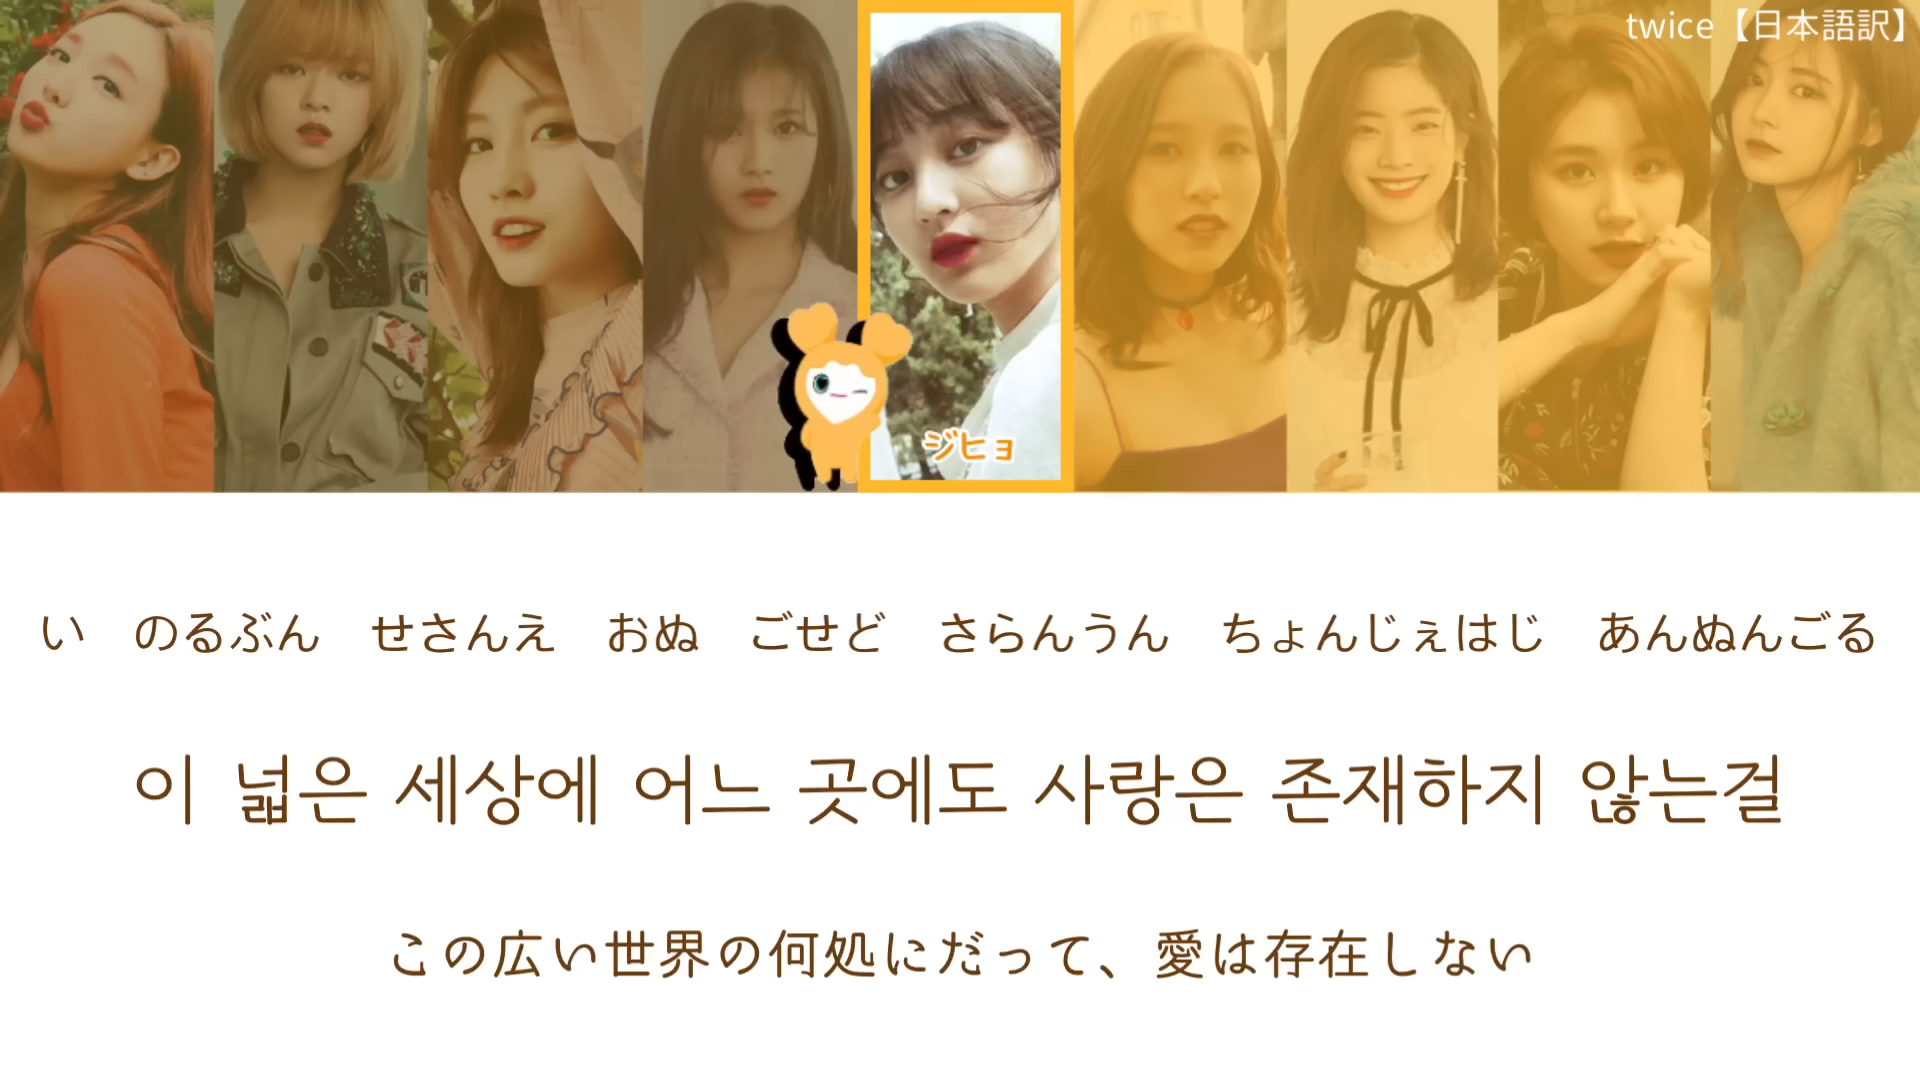 twice【日本語訳】
ジヒョ
い　のるぶん　せさんえ　おぬ　ごせど　さらんうん　ちょんじぇはじ　あんぬんごる
이 넓은 세상에 어느 곳에도 사랑은 존재하지 않는걸
この広い世界の何処にだって、愛は存在しない